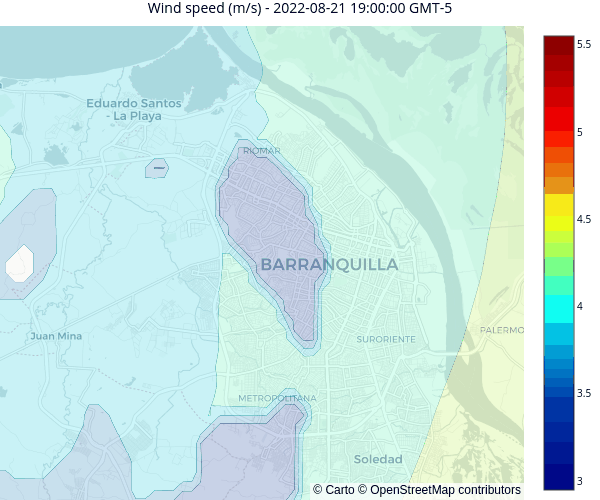 Wind speed (m/s) - 2022-08-21 19:00:00 GMT-5
Eduardo Santos
- La Playa
RIOMAR
BARRANQUILLA
Juan Mina
SURORIENTE
PALERMO
METROPOLITANA
Soledad
© Carto © OpenStreetMap contributors
5.5
5
4.5
4
3.5
3